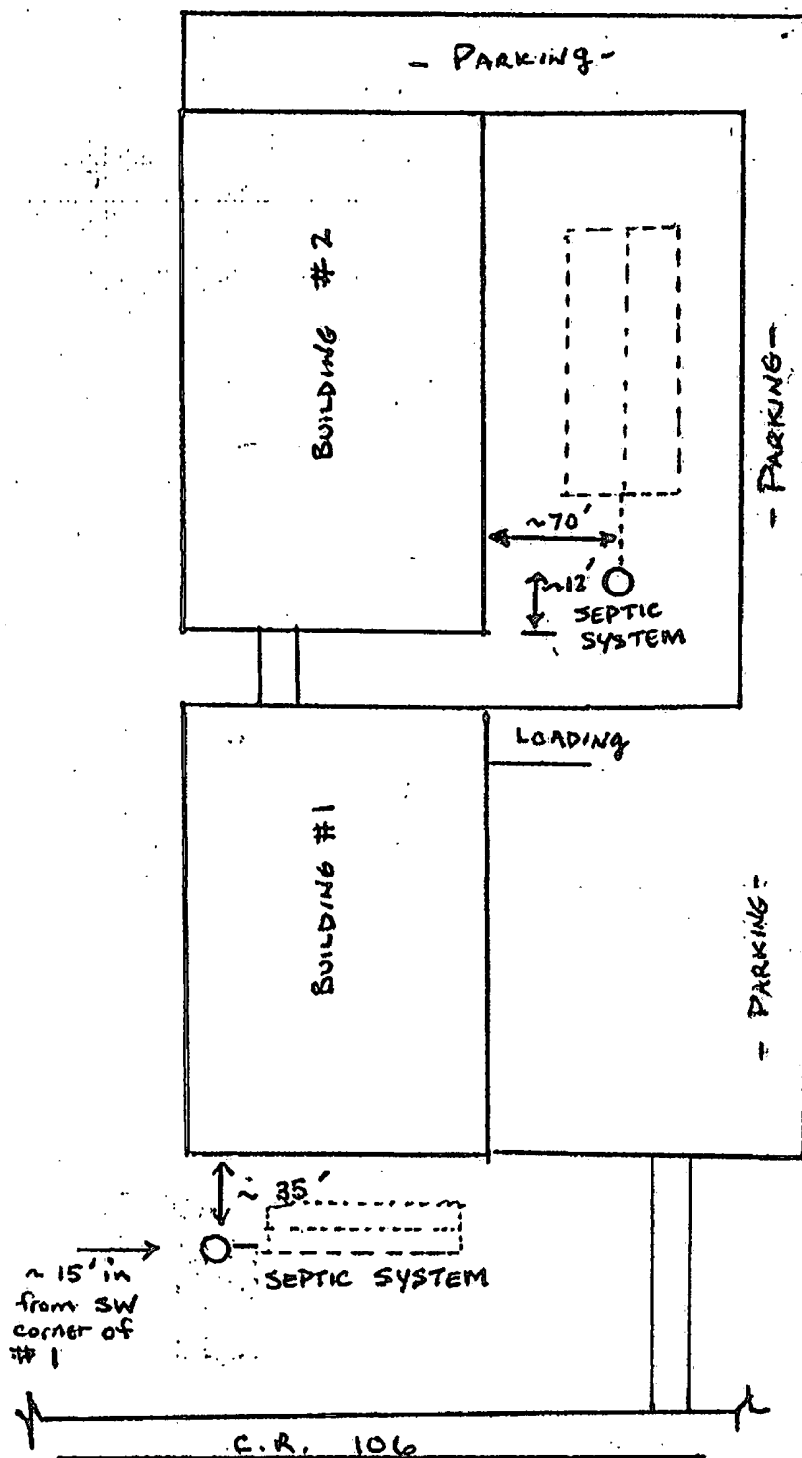 - PARKING -
BUILDING #2
- PARKING -
~70'
~12'
SEPTIC
SYSTEM
LOADING
BUILDING #1
- PARKING -
~ 35'
~ 15' in
from SW
corner of
#1
SEPTIC SYSTEM
C.R. 106